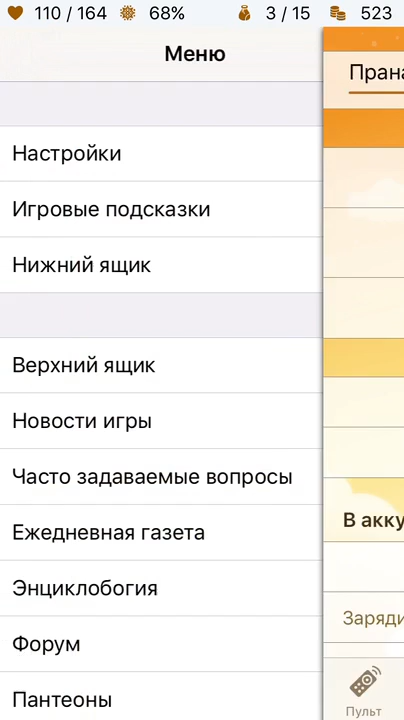 110 / 164 68% 3 / 15 523
Меню
Прана
Настройки
Игровые подсказки
Нижний ящик
Верхний ящик
Новости игры
Часто задаваемые вопросы
Ежедневная газета
В акку
Энциклобогия
Заряди
Форум
Пантеоны
Пульт